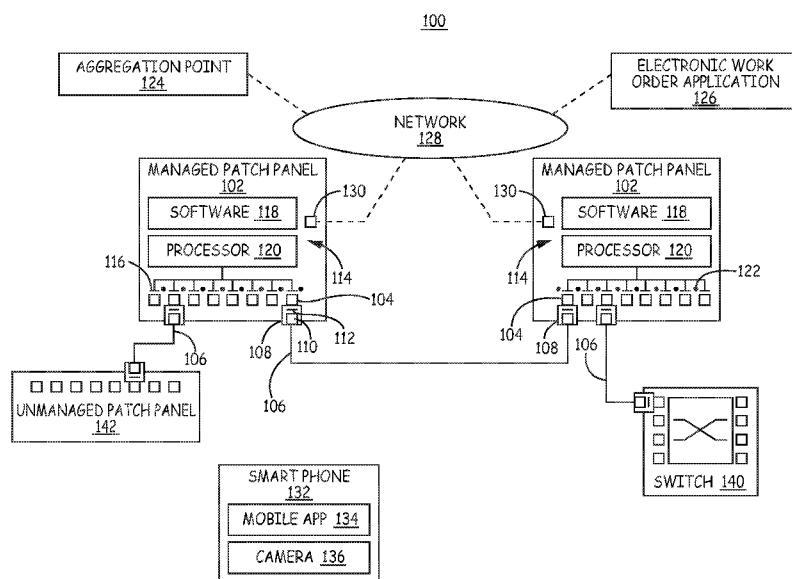 100
AGGREGATION POINT
124
ELECTRONIC WORK
ORDER APPLICATION
126
NETWORK
128
MANAGED PATCH PANEL
102
SOFTWARE 118
PROCESSOR 120
130
114
116
104
112
110
108
106
106
MANAGED PATCH PANEL
102
SOFTWARE 118
PROCESSOR 120
130
114
122
104
108
106
UNMANAGED PATCH PANEL
142
SWITCH 140
SMART PHONE
132
MOBILE APP 134
CAMERA 136